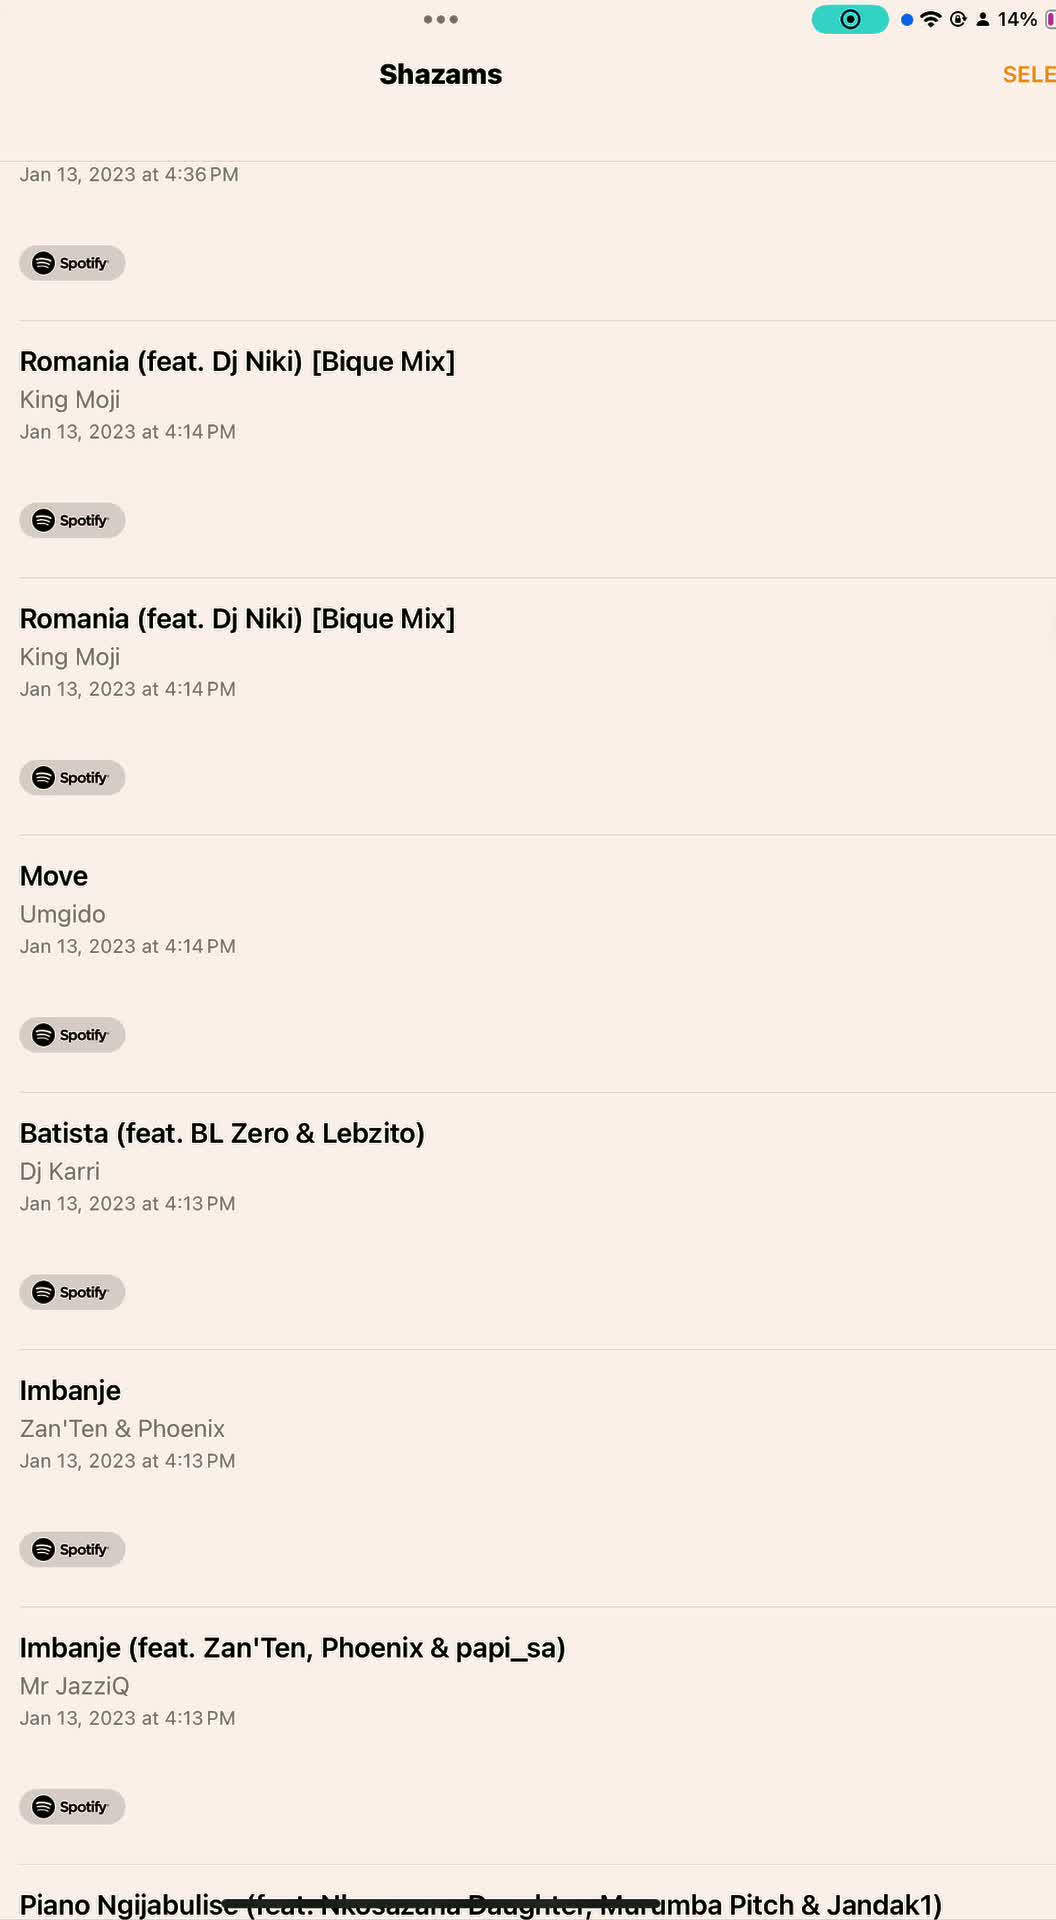 14%
Shazams
SELE
Jan 13, 2023 at 4:36 PM
Spotify
Romania (feat. Dj Niki) [Bique Mix]
King Moji
Jan 13, 2023 at 4:14 PM
Spotify
Romania (feat. Dj Niki) [Bique Mix]
King Moji
Jan 13, 2023 at 4:14 PM
Spotify
Move
Umgido
Jan 13, 2023 at 4:14 PM
Spotify
Batista (feat. BL Zero & Lebzito)
Dj Karri
Jan 13, 2023 at 4:13 PM
Spotify
Imbanje
Zan'Ten & Phoenix
Jan 13, 2023 at 4:13 PM
Spotify
Imbanje (feat. Zan'Ten, Phoenix & papi_sa)
Mr JazziQ
Jan 13, 2023 at 4:13 PM
Spotify
Piano Ngijabulise (feat. Nkosazana Daughter, Murumba Pitch & Jandak1)